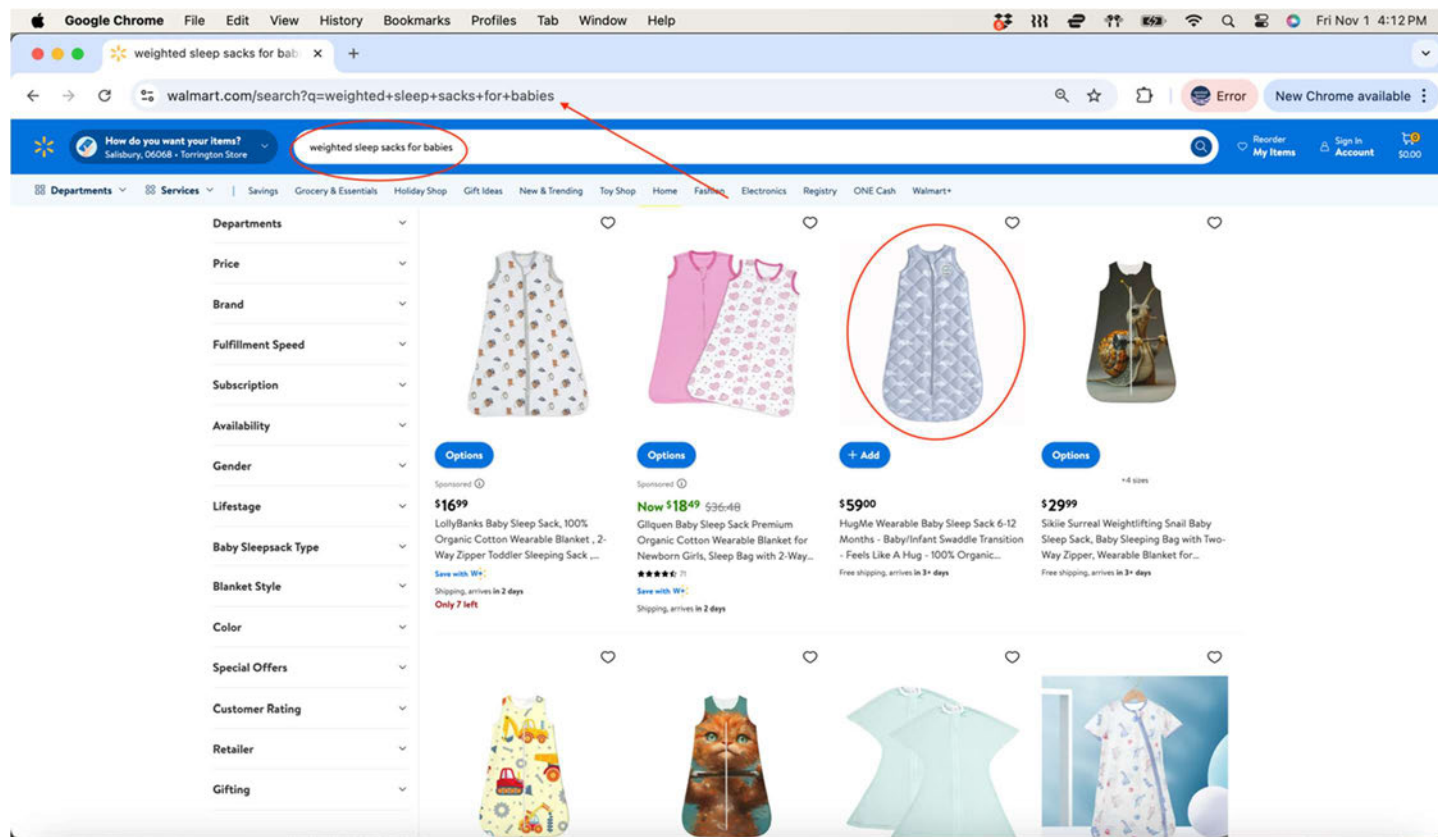 Google Chrome File Edit View History Bookmarks Profiles Tab Window Help Fri Nov 1 4:12 PM
weighted sleep sacks for bab
walmart.com/search?q=weighted+sleep+sacks+for+babies Error New Chrome available
How do you want your items?
Salisbury, 06068 • Torrington Store
weighted sleep sacks for babies
Reorder
My Items
Sign In
Account
0
$0.00
Departments Services Savings Grocery & Essentials Holiday Shop Gift Ideas New & Trending Toy Shop Home Fashion Electronics Registry ONE Cash Walmart+
Departments
Price
Brand
Fulfillment Speed
Subscription
Availability
Gender
Lifestage
Baby Sleepsack Type
Blanket Style
Color
Special Offers
Customer Rating
Retailer
Gifting
Options
Sponsored
$1699
LollyBanks Baby Sleep Sack, 100%
Organic Cotton Wearable Blanket , 2-
Way Zipper Toddler Sleeping Sack ,...
Save with W+
Shipping, arrives in 2 days
Only 7 left
Options
Sponsored
Now $1849 $36.48
Gllquen Baby Sleep Sack Premium
Organic Cotton Wearable Blanket for
Newborn Girls, Sleep Bag with 2-Way...
71
Save with W+
Shipping, arrives in 2 days
+ Add
$5900
HugMe Wearable Baby Sleep Sack 6-12
Months - Baby/Infant Swaddle Transition
- Feels Like A Hug - 100% Organic...
Free shipping, arrives in 3+ days
Options
+4 sizes
$2999
Sikiie Surreal Weightlifting Snail Baby
Sleep Sack, Baby Sleeping Bag with Two-
Way Zipper, Wearable Blanket for...
Free shipping, arrives in 3+ days